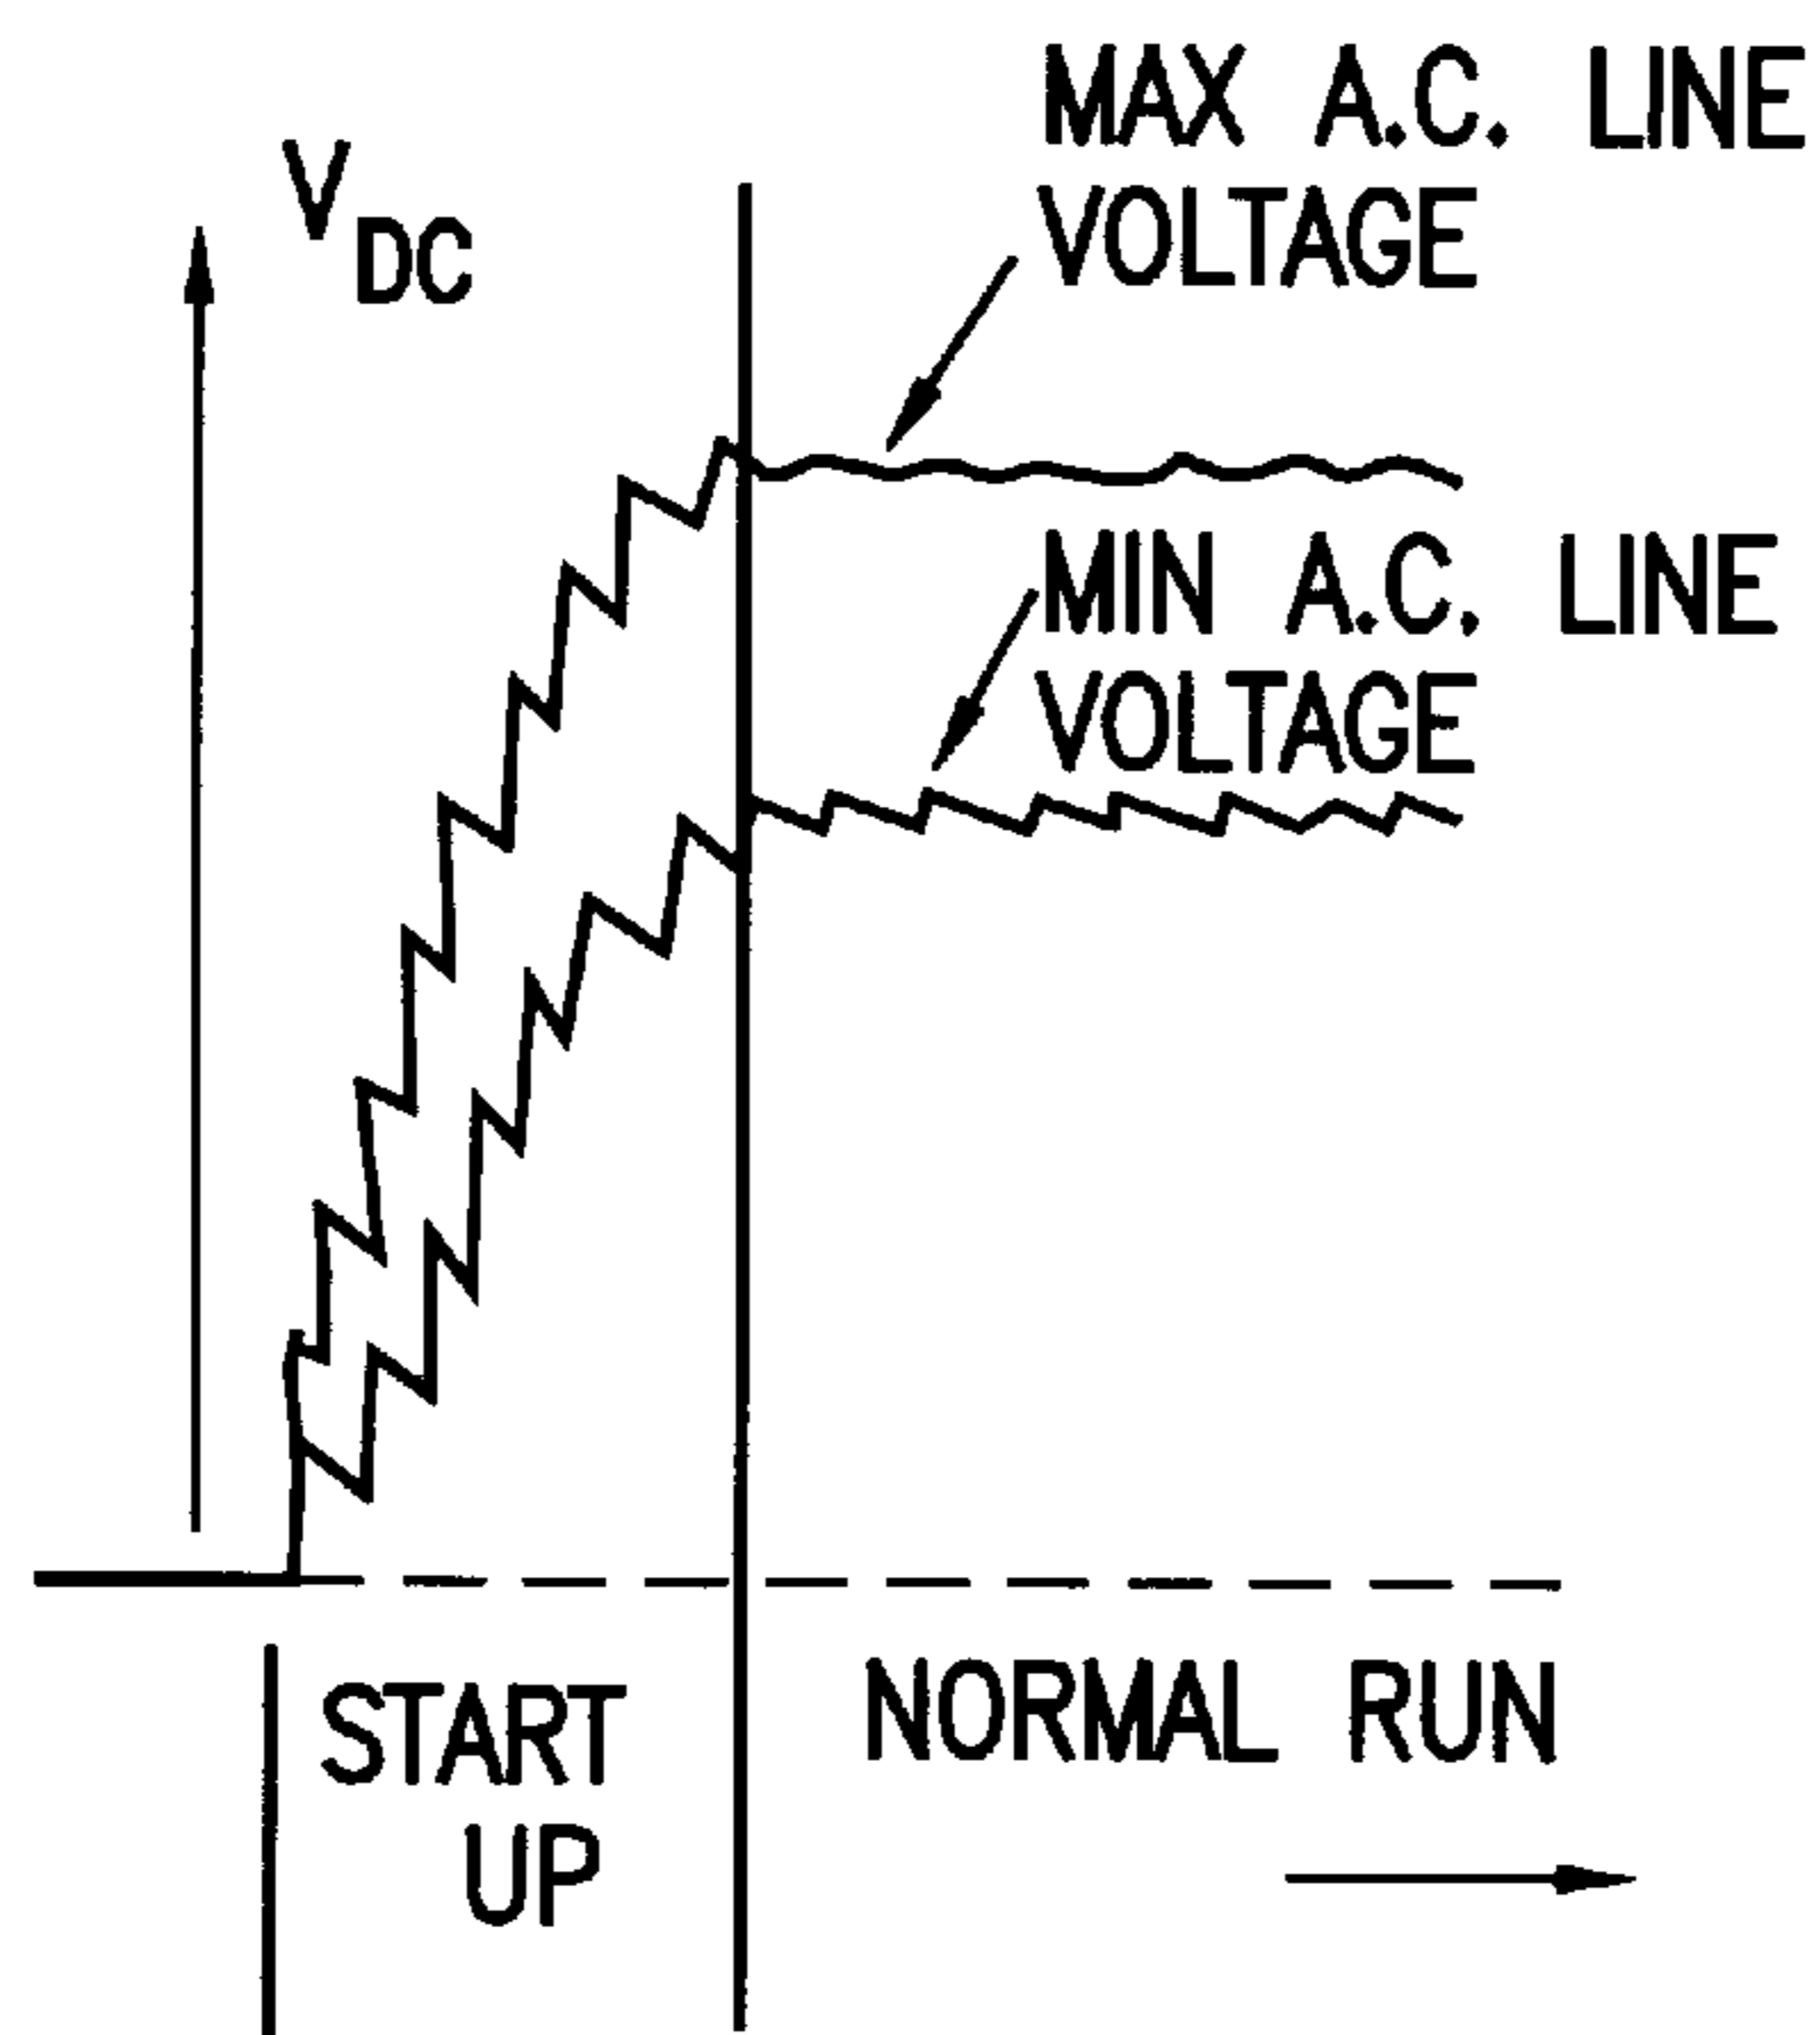 V DC
MAX A.C. LINE
VOLTAGE
MIN A.C. LINE
VOLTAGE
START
UP
NORMAL RUN